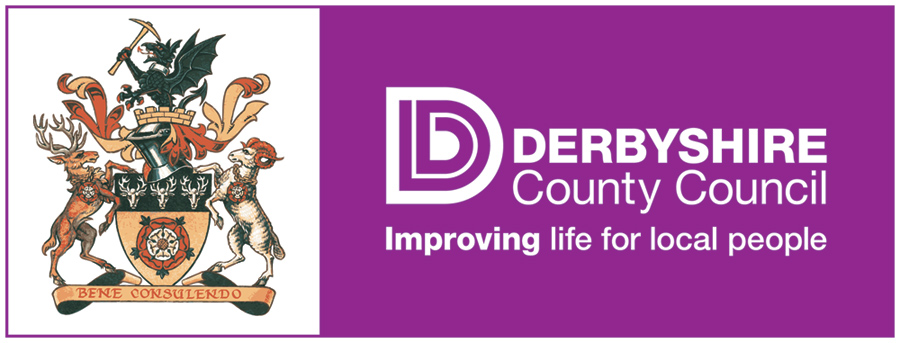 BENE CONSULENDO
DERBYSHIRE
County Council
Improving life for local people